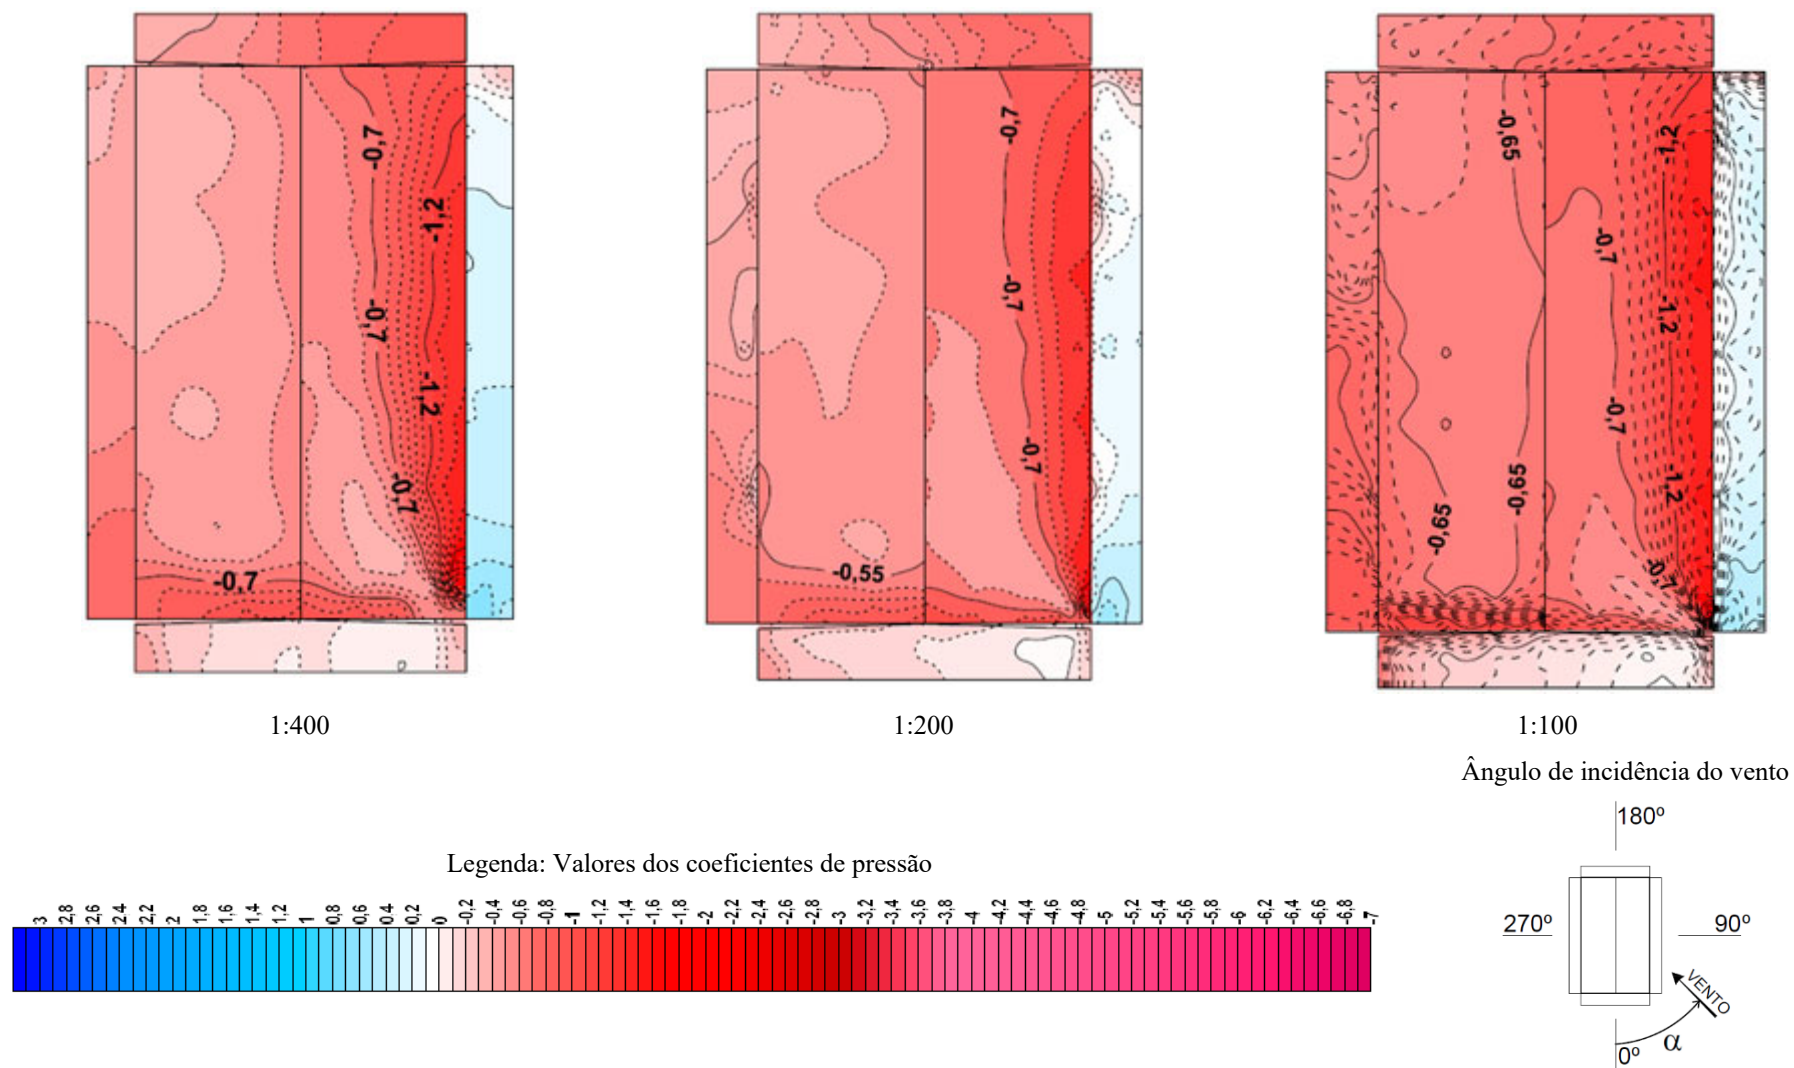 -0,7
-1,2
-0,7
-1,2
-0,7
-0,7
1:400
-0,7
-0,7
-0,7
-0,55
1:200
-0,65
-1,2
-0,7
-1,2
-0,7
-1,2
-0,65
-0,65
-0,7
1:100
Ângulo de incidência do vento
180º
270º
90º
VENTO
α
0º
Legenda: Valores dos coeficientes de pressão
3 2,8 2,6 2,4 2,2 2 1,8 1,6 1,4 1,2 1 0,8 0,6 0,4 0,2 0 -0,2 -0,4 -0,6 -0,8 -1 -1,2 -1,4 -1,6 -1,8 -2 -2,2 -2,4 -2,6 -2,8 -3 -3,2 -3,4 -3,6 -3,8 -4 -4,2 -4,4 -4,6 -4,8 -5 -5,2 -5,4 -5,6 -5,8 -6 -6,2 -6,4 -6,6 -6,8 -7